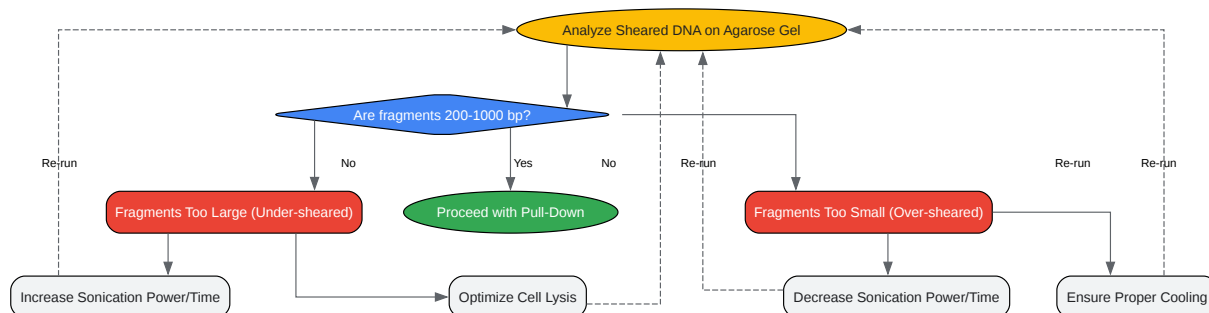 Analyze Sheared DNA on Agarose Gel
Are fragments 200-1000 bp?
Re-run
No
Yes
No
Re-run
Re-run
Re-run
Fragments Too Large (Under-sheared)
Proceed with Pull-Down
Fragments Too Small (Over-sheared)
Increase Sonication Power/Time
Optimize Cell Lysis
Decrease Sonication Power/Time
Ensure Proper Cooling